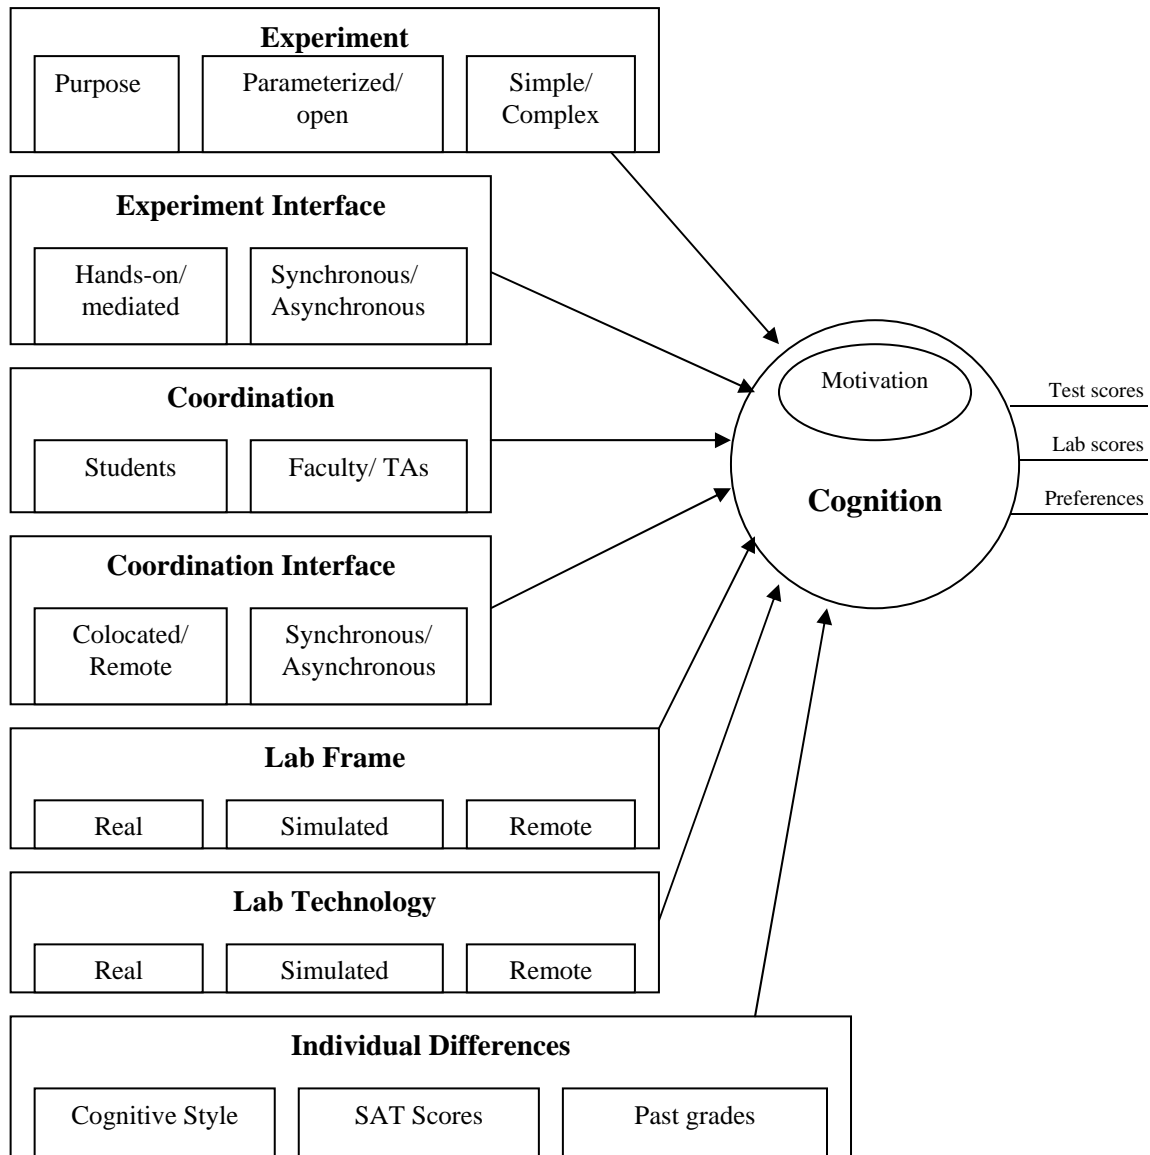 Experiment
Purpose
Parameterized/
open
Simple/
Complex
Experiment Interface
Hands-on/
mediated
Synchronous/
Asynchronous
Coordination
Students
Faculty/ TAs
Coordination Interface
Colocated/
Remote
Synchronous/
Asynchronous
Lab Frame
Real
Simulated
Remote
Lab Technology
Real
Simulated
Remote
Individual Differences
Cognitive Style
SAT Scores
Past grades
Motivation
Cognition
Test scores
Lab scores
Preferences